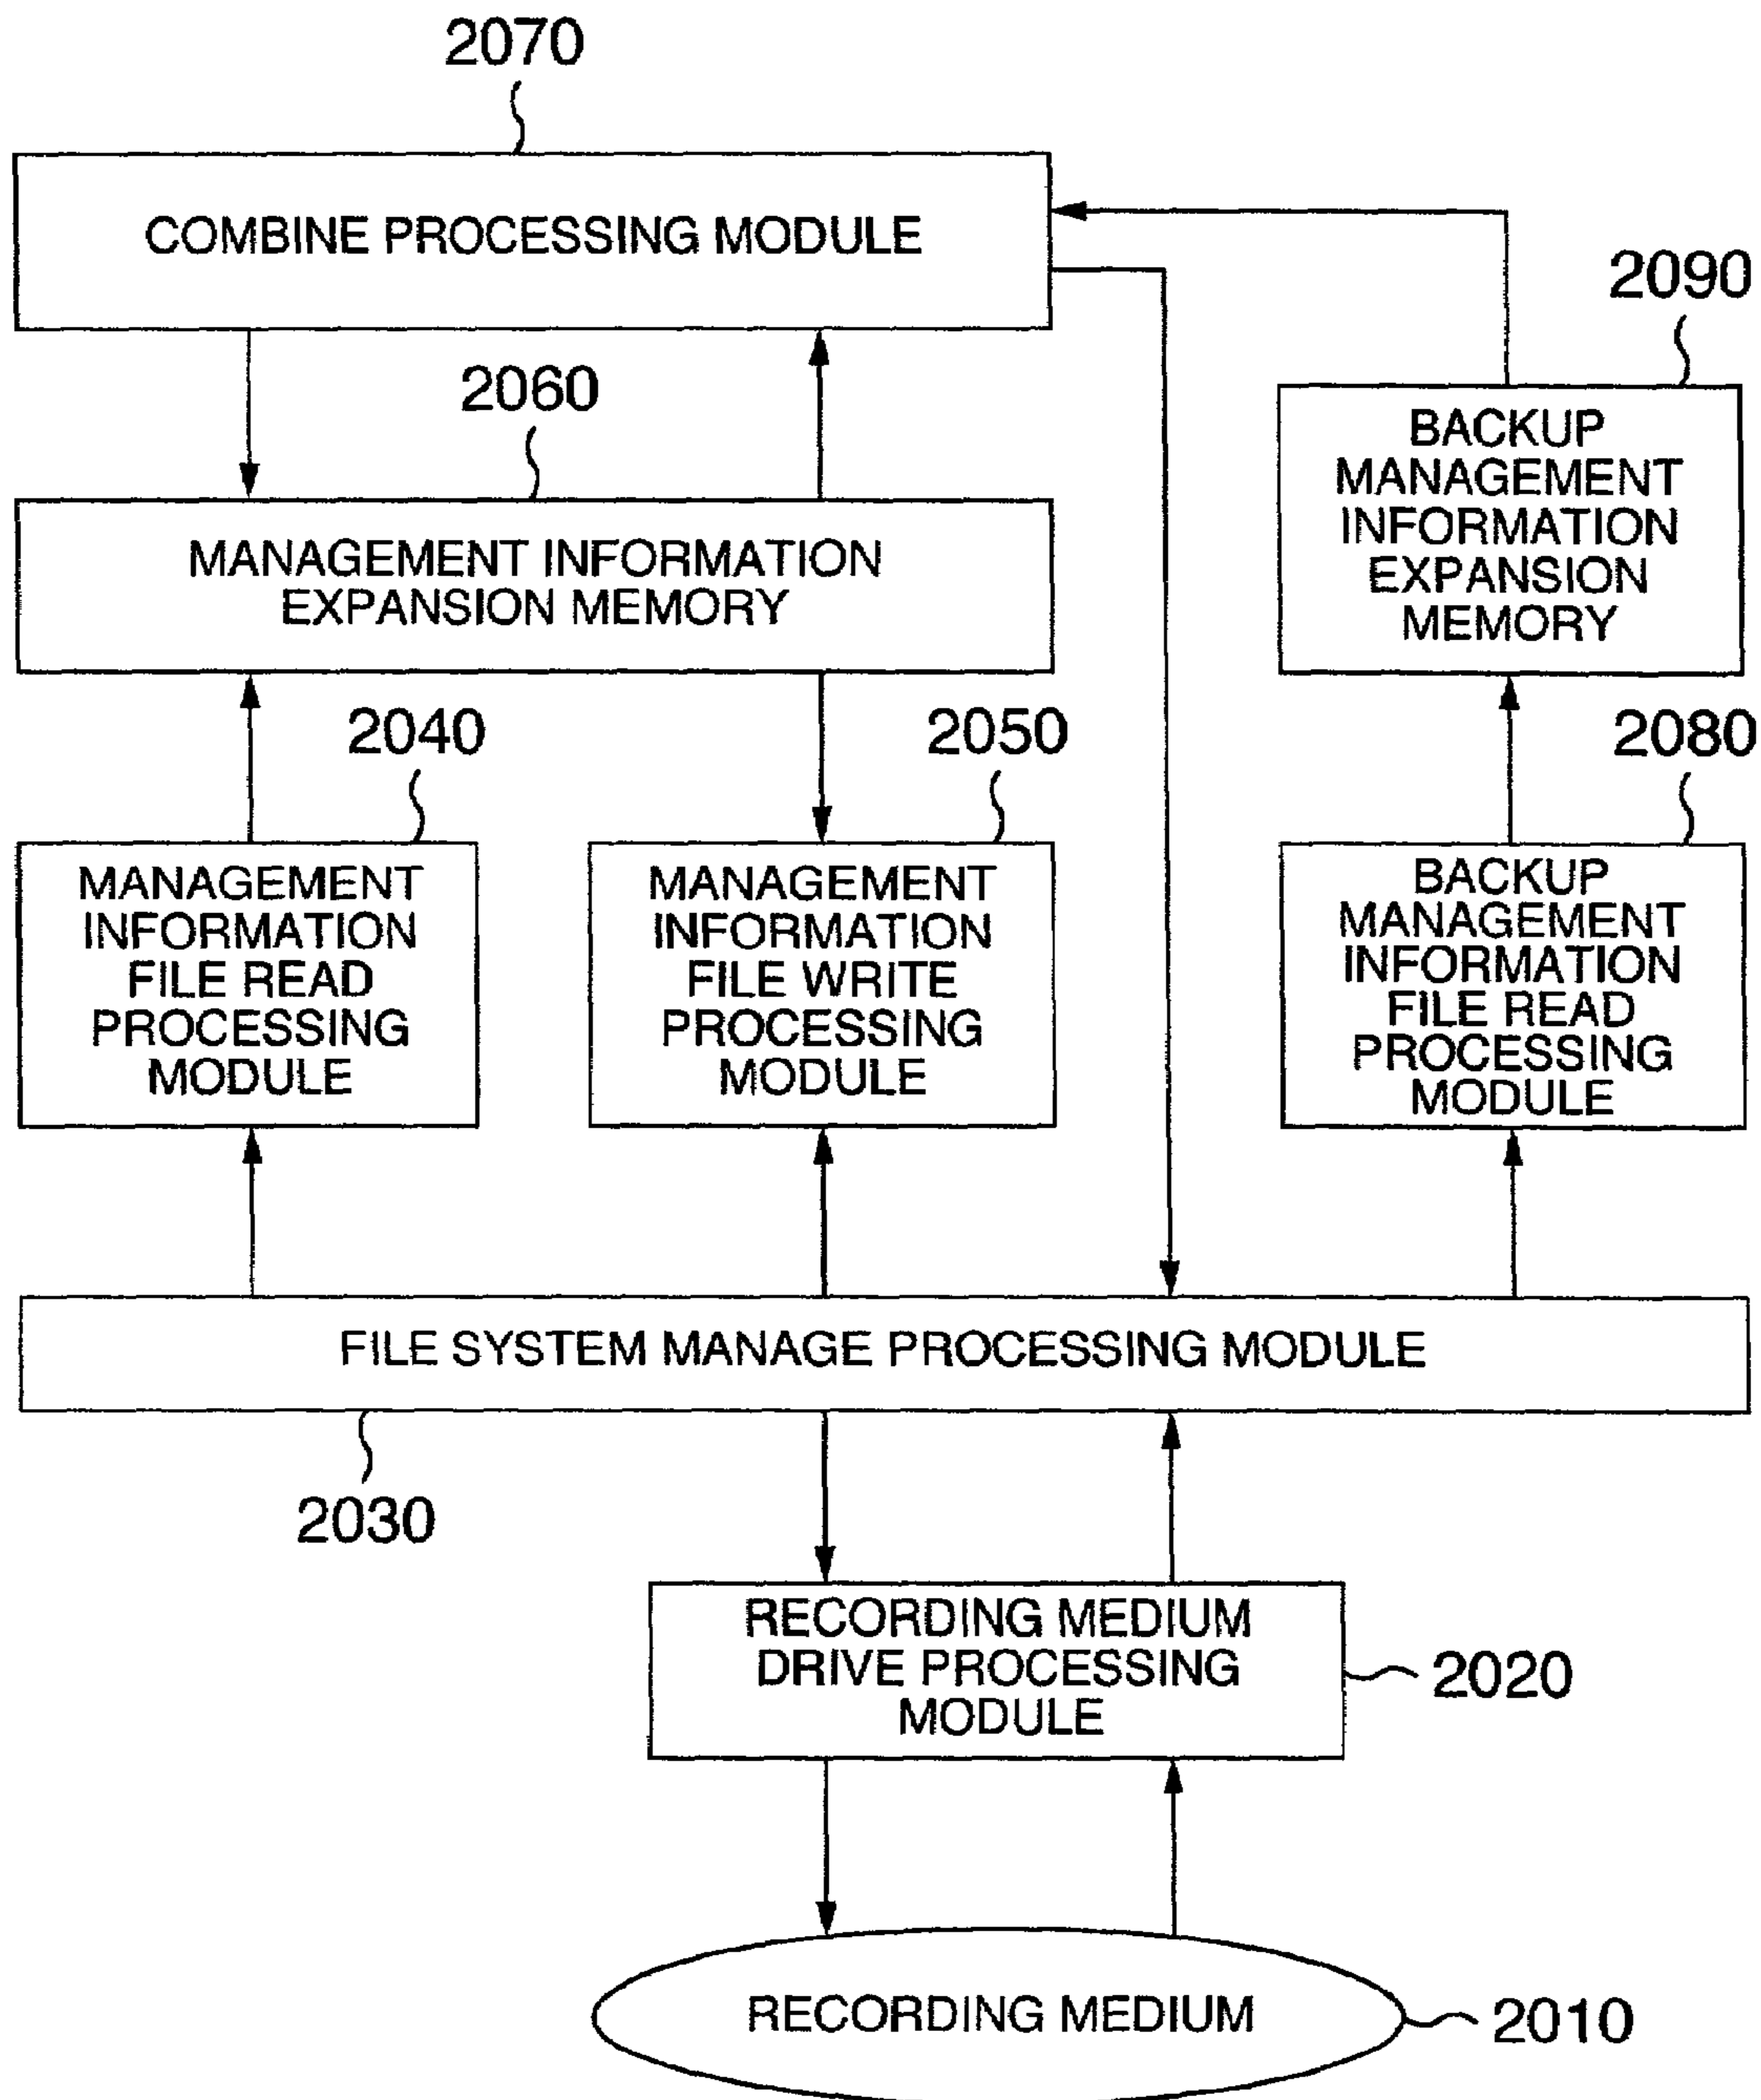 2070
COMBINE PROCESSING MODULE
2090
2060
BACKUP
MANAGEMENT
INFORMATION
EXPANSION
MEMORY
MANAGEMENT INFORMATION
EXPANSION MEMORY
2040
2050
2080
MANAGEMENT
INFORMATION
FILE READ
PROCESSING
MODULE
MANAGEMENT
INFORMATION
FILE WRITE
PROCESSING
MODULE
BACKUP
MANAGEMENT
INFORMATION
FILE READ
PROCESSING
MODULE
FILE SYSTEM MANAGE PROCESSING MODULE
2030
RECORDING MEDIUM
DRIVE PROCESSING
MODULE
2020
RECORDING MEDIUM
2010